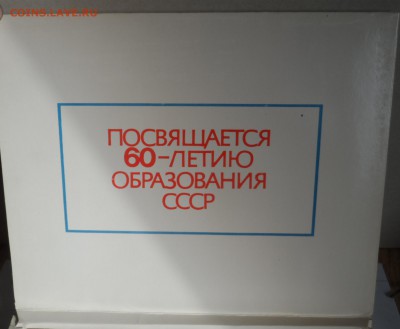 COINS.LAVE.RU
ПОСВЯЩАЕТСЯ
60-ЛЕТИЮ
ОБРАЗОВАНИЯ
СССР